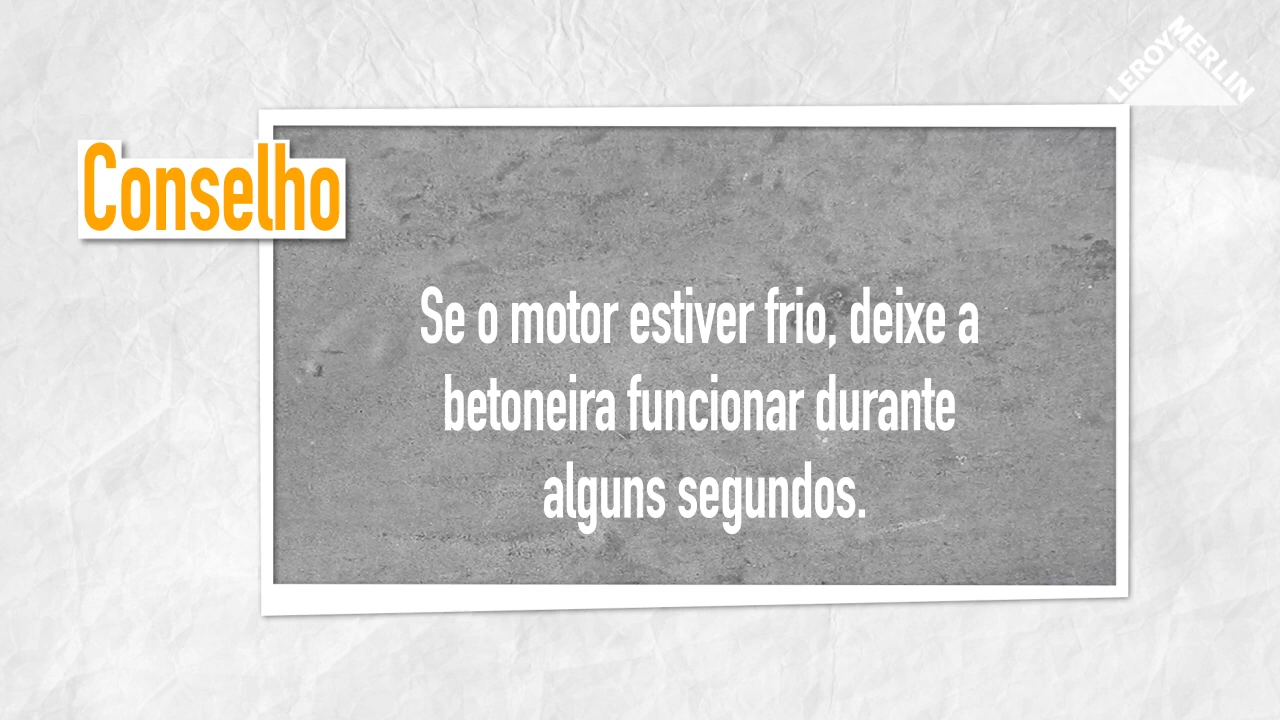 LEROY MERLIN
Conselho
Se o motor estiver frio, deixe a
betoneira funcionar durante
alguns segundos.